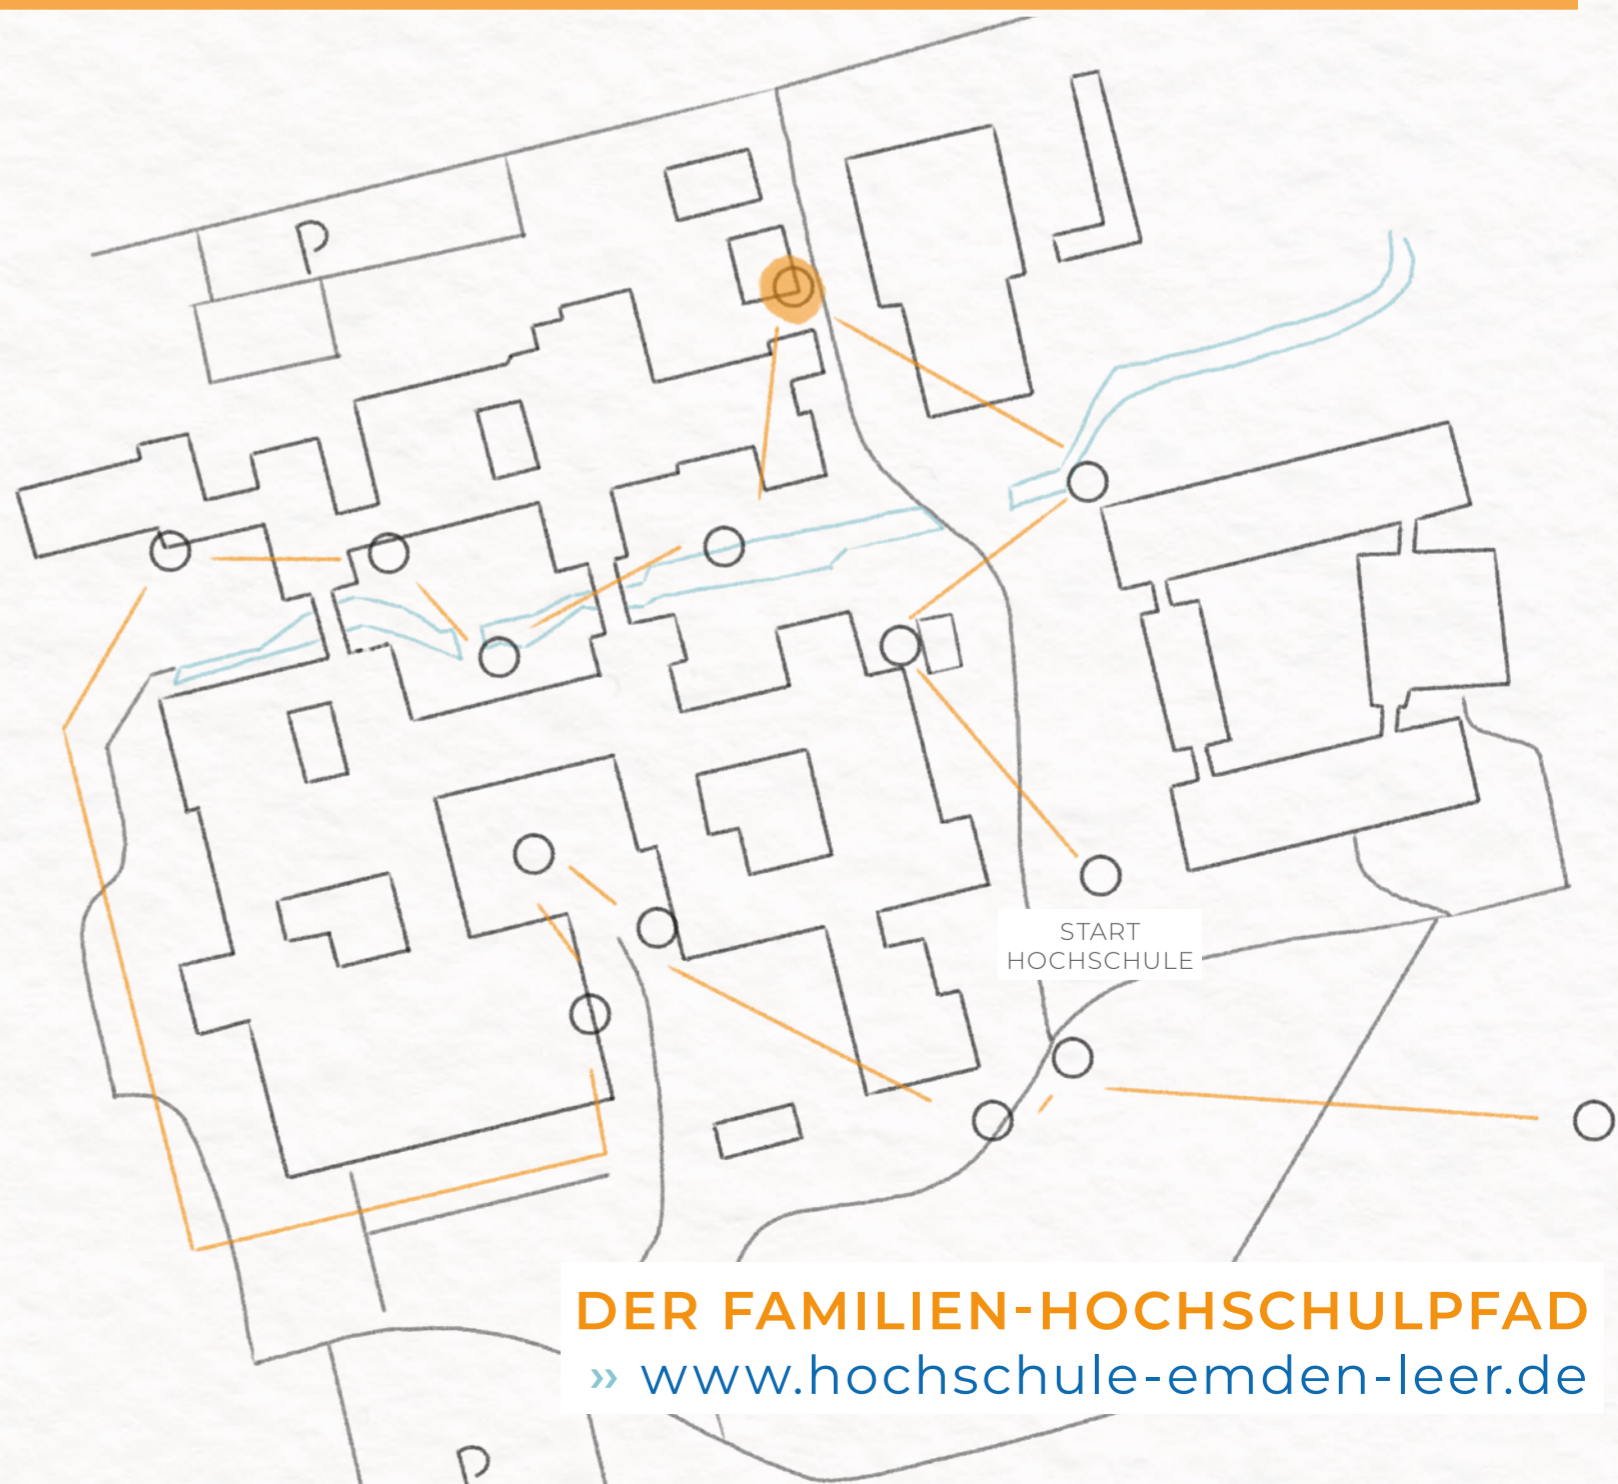 P
START
HOCHSCHULE
DER FAMILIEN-HOCHSCHULPFAD
» www.hochschule-emden-leer.de
P